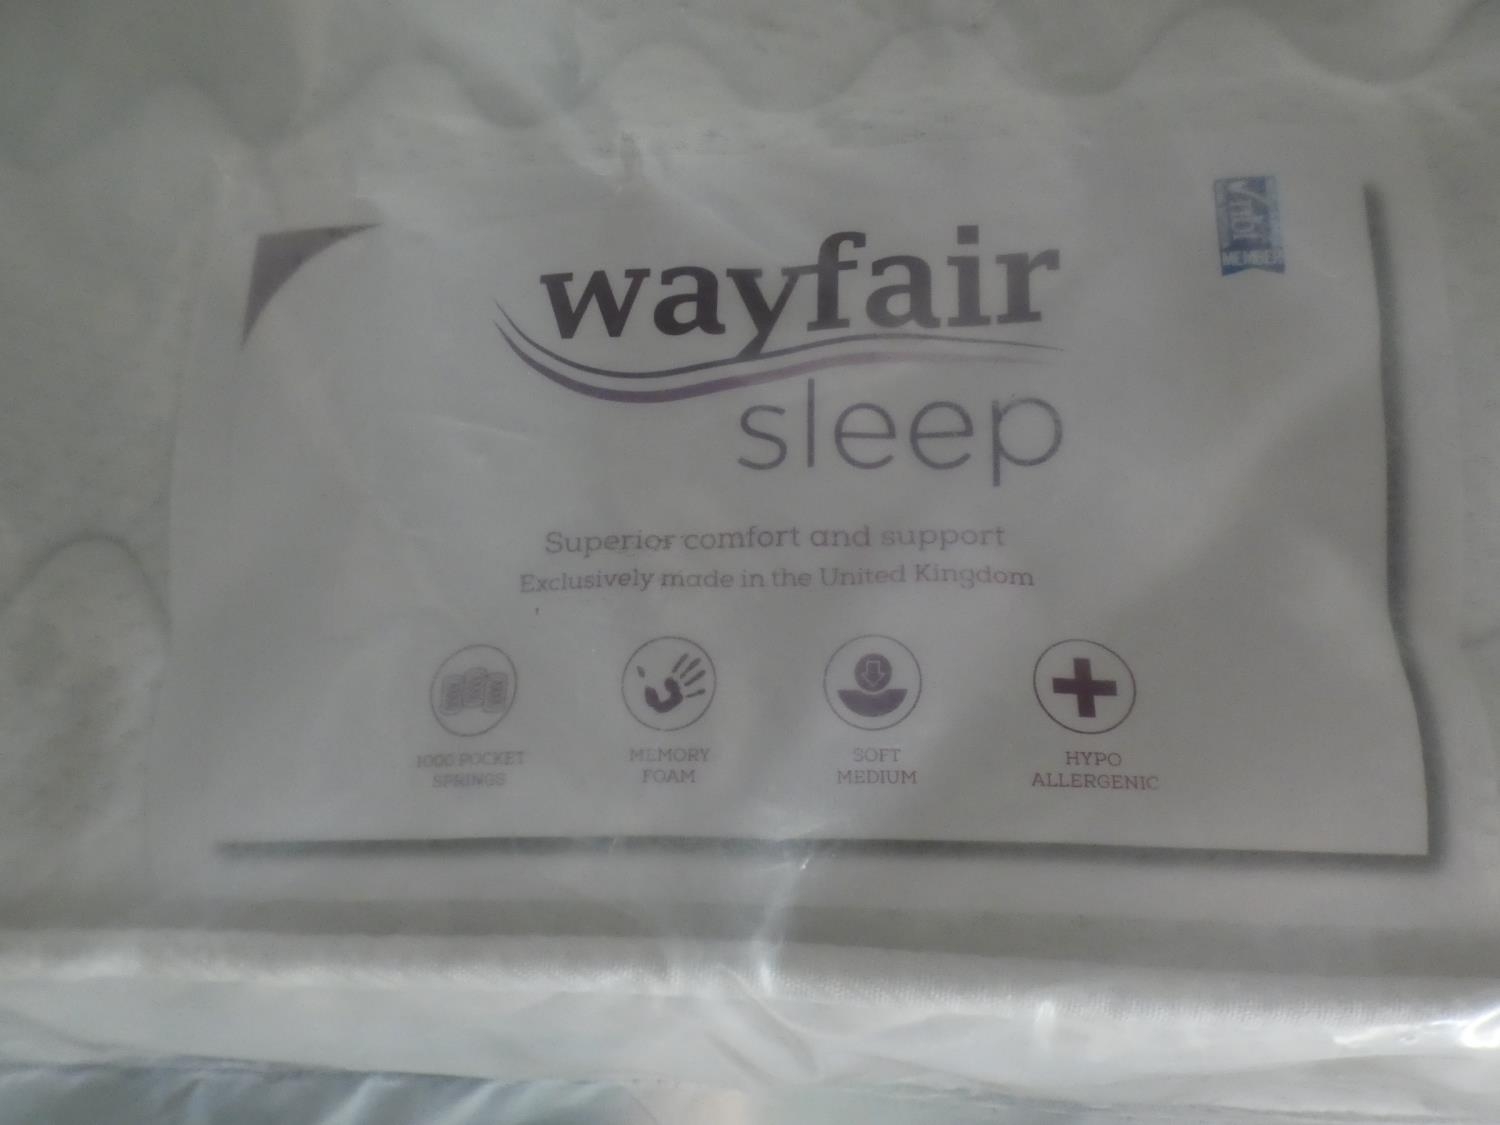 wayfair
sleep
MEMBER
Superior comfort and support
Exclusively made in the United Kingdom
1000 POCKET
SPRINGS
MEMORY
FOAM
SOFT
MEDIUM
HYPO
ALLERGENIC